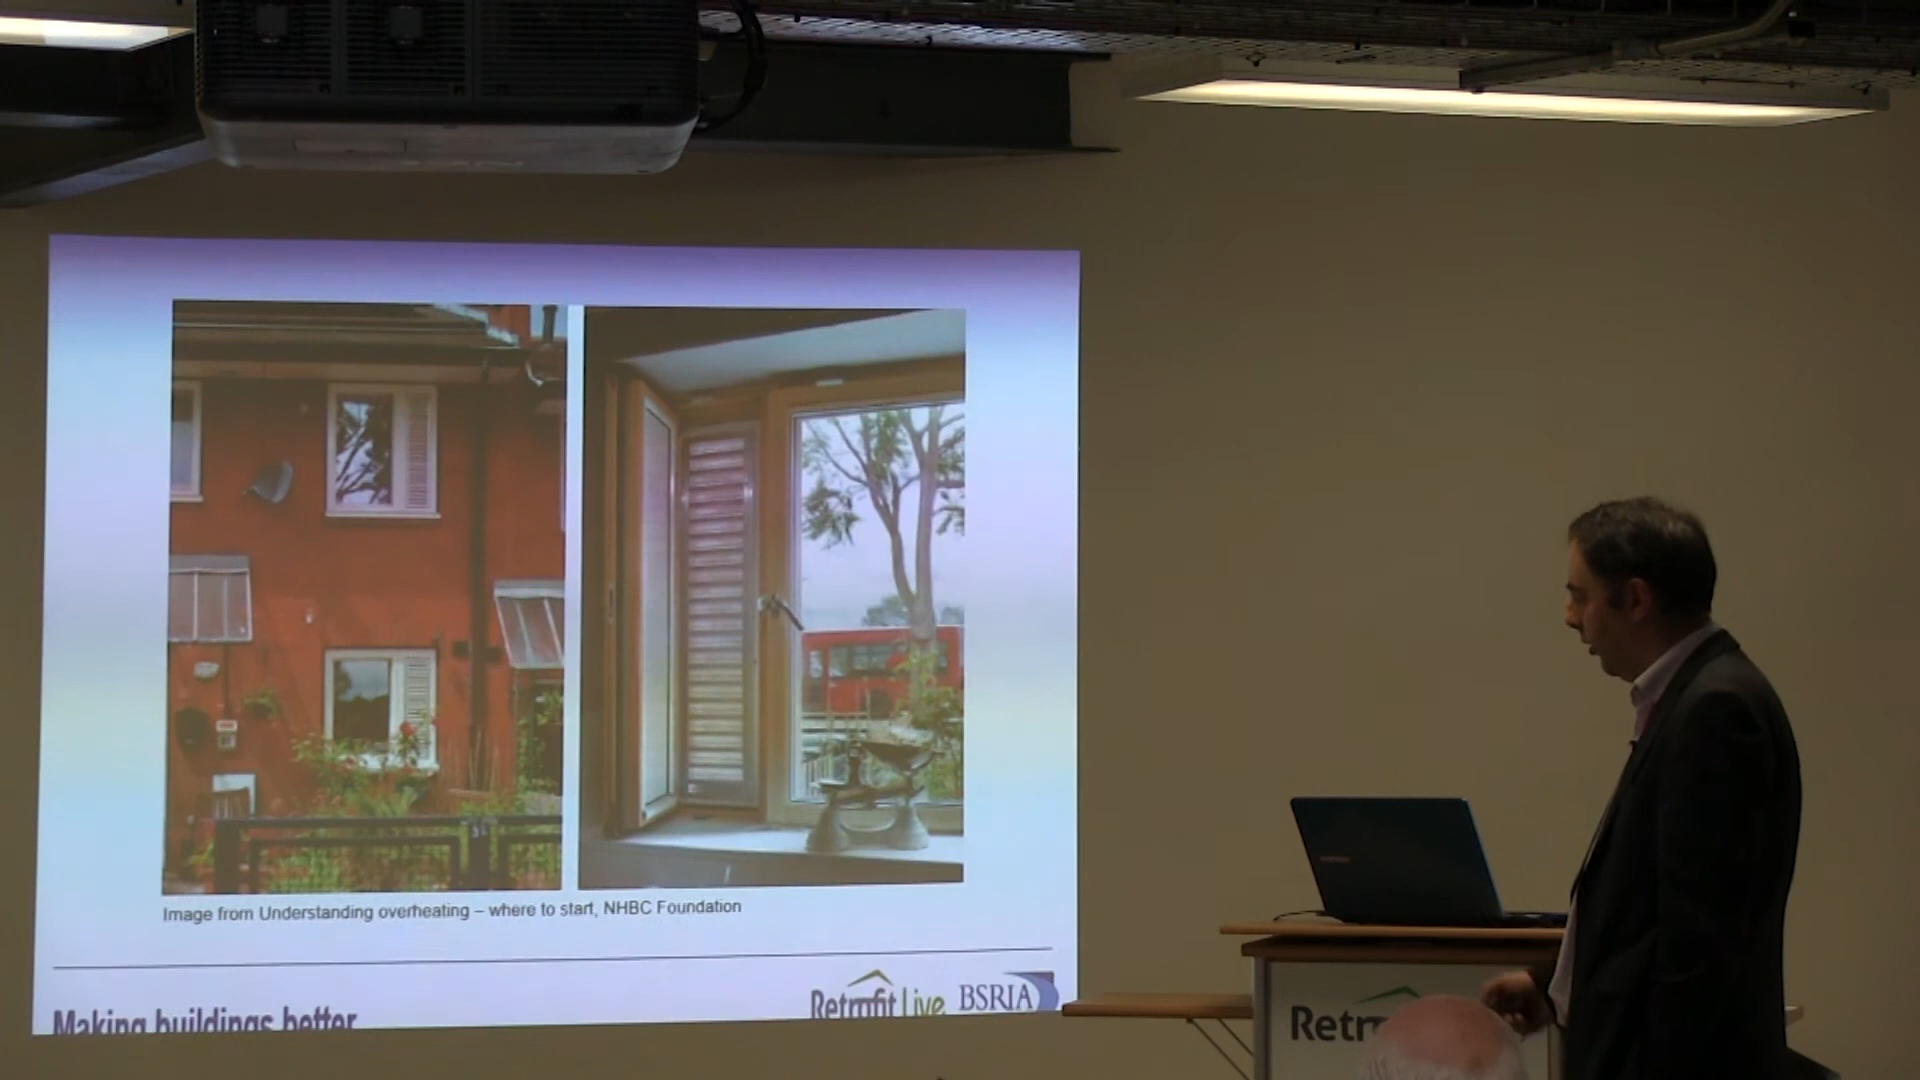 Image from Understanding overheating – where to start, NHBC Foundation
Making buildings better
Retrofit Live BSRIA
Retr